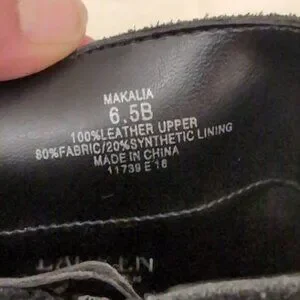 MAKALIA
6.5B
100%LEATHER UPPER
80%FABRIC/20%SYNTHETIC LINING
MADE IN CHINA
11739 E 16